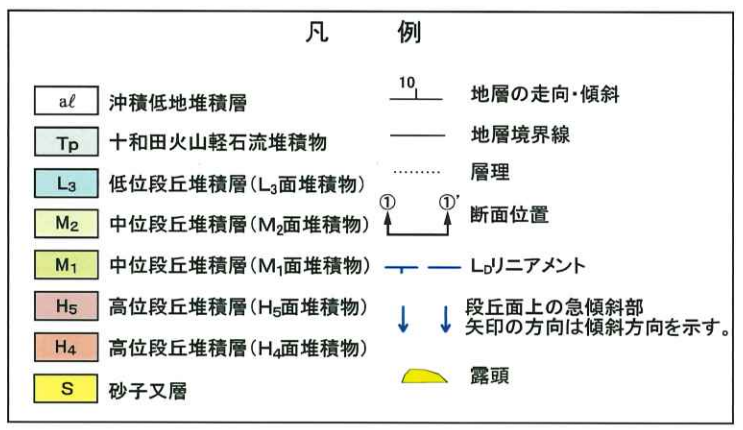 凡 例
aℓ 沖積低地堆積層
Tp 十和田火山軽石流堆積物
L3 低位段丘堆積層(L3面堆積物)
M2 中位段丘堆積層(M2面堆積物)
M1 中位段丘堆積層(M1面堆積物)
H5 高位段丘堆積層(H5面堆積物)
H4 高位段丘堆積層(H4面堆積物)
S 砂子又層
10 地層の走向・傾斜
地層境界線
層理
① ①' 断面位置
LDリニアメント
段丘面上の急傾斜部
矢印の方向は傾斜方向を示す。
露頭